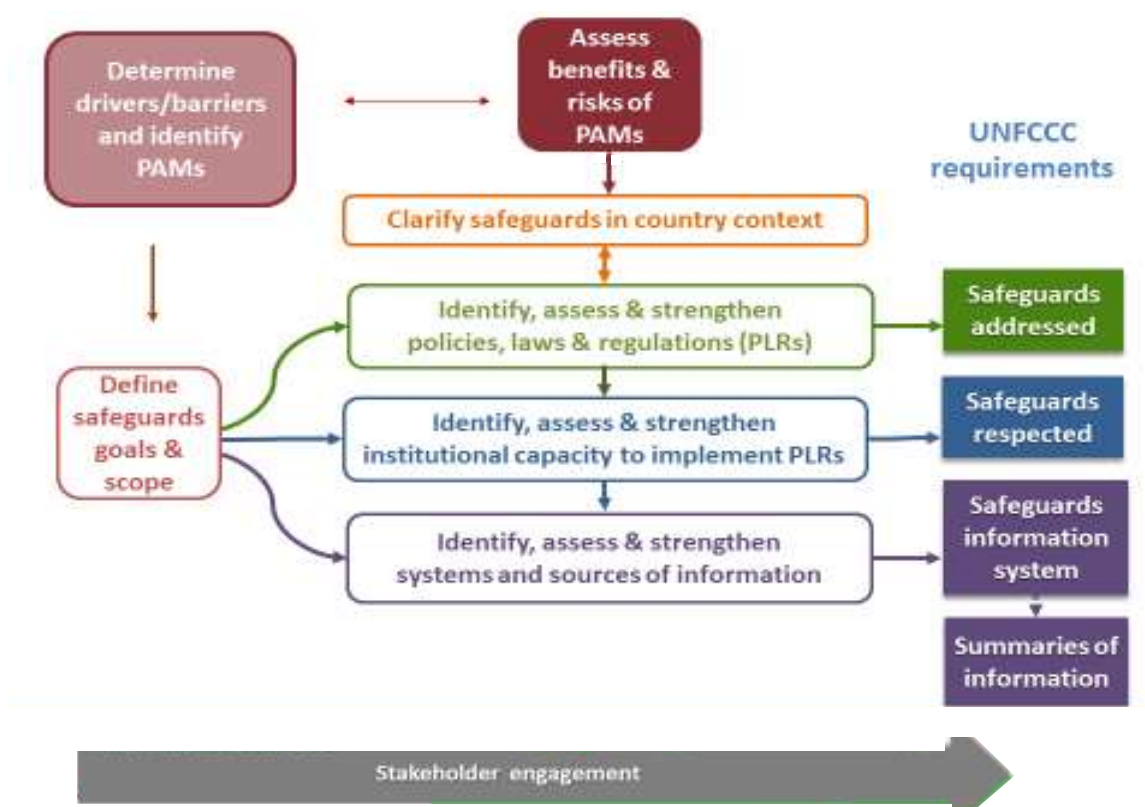 Determine
drivers/barriers
and identify
PAMs
Assess
benefits &
risks of
PAMs
UNFCCC
requirements
Clarify safeguards in country context
Identify, assess & strengthen
policies, laws & regulations (PLRs)
Safeguards
addressed
Define
safeguards
goals &
scope
Identify, assess & strengthen
institutional capacity to implement PLRs
Safeguards
respected
Identify, assess & strengthen
systems and sources of information
Safeguards
information
system
Summaries of
information
Stakeholder engagement